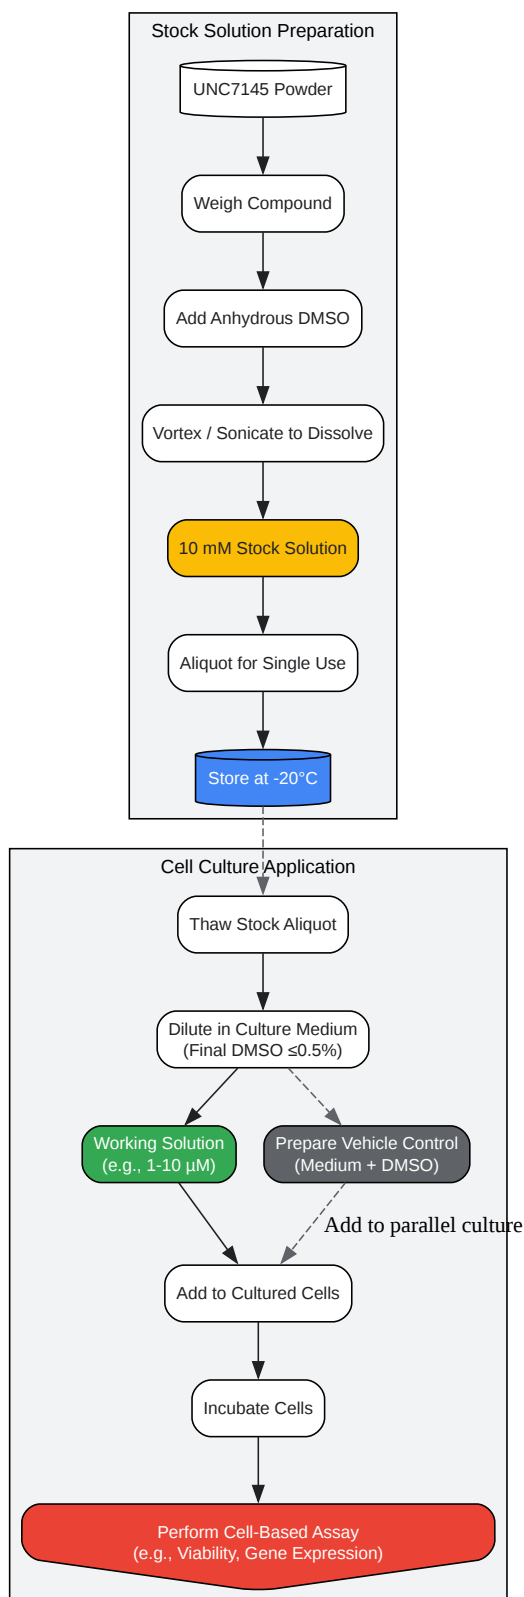 Stock Solution Preparation
UNC7145 Powder
Weigh Compound
Add Anhydrous DMSO
Vortex / Sonicate to Dissolve
10 mM Stock Solution
Aliquot for Single Use
Store at -20°C
Cell Culture Application
Thaw Stock Aliquot
Dilute in Culture Medium
(Final DMSO ≤0.5%)
Working Solution
(e.g., 1-10 µM)
Prepare Vehicle Control
(Medium + DMSO)
Add to parallel culture
Add to Cultured Cells
Incubate Cells
Perform Cell-Based Assay
(e.g., Viability, Gene Expression)